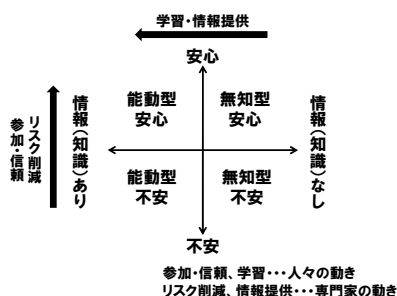 学習・情報提供
安心
能動型
安心
無知型
安心
情報(知識)あり
情報(知識)なし
リスク削減
参加・信頼
能動型
不安
無知型
不安
不安
参加・信頼、学習・・・人々の動き
リスク削減、情報提供・・・専門家の動き